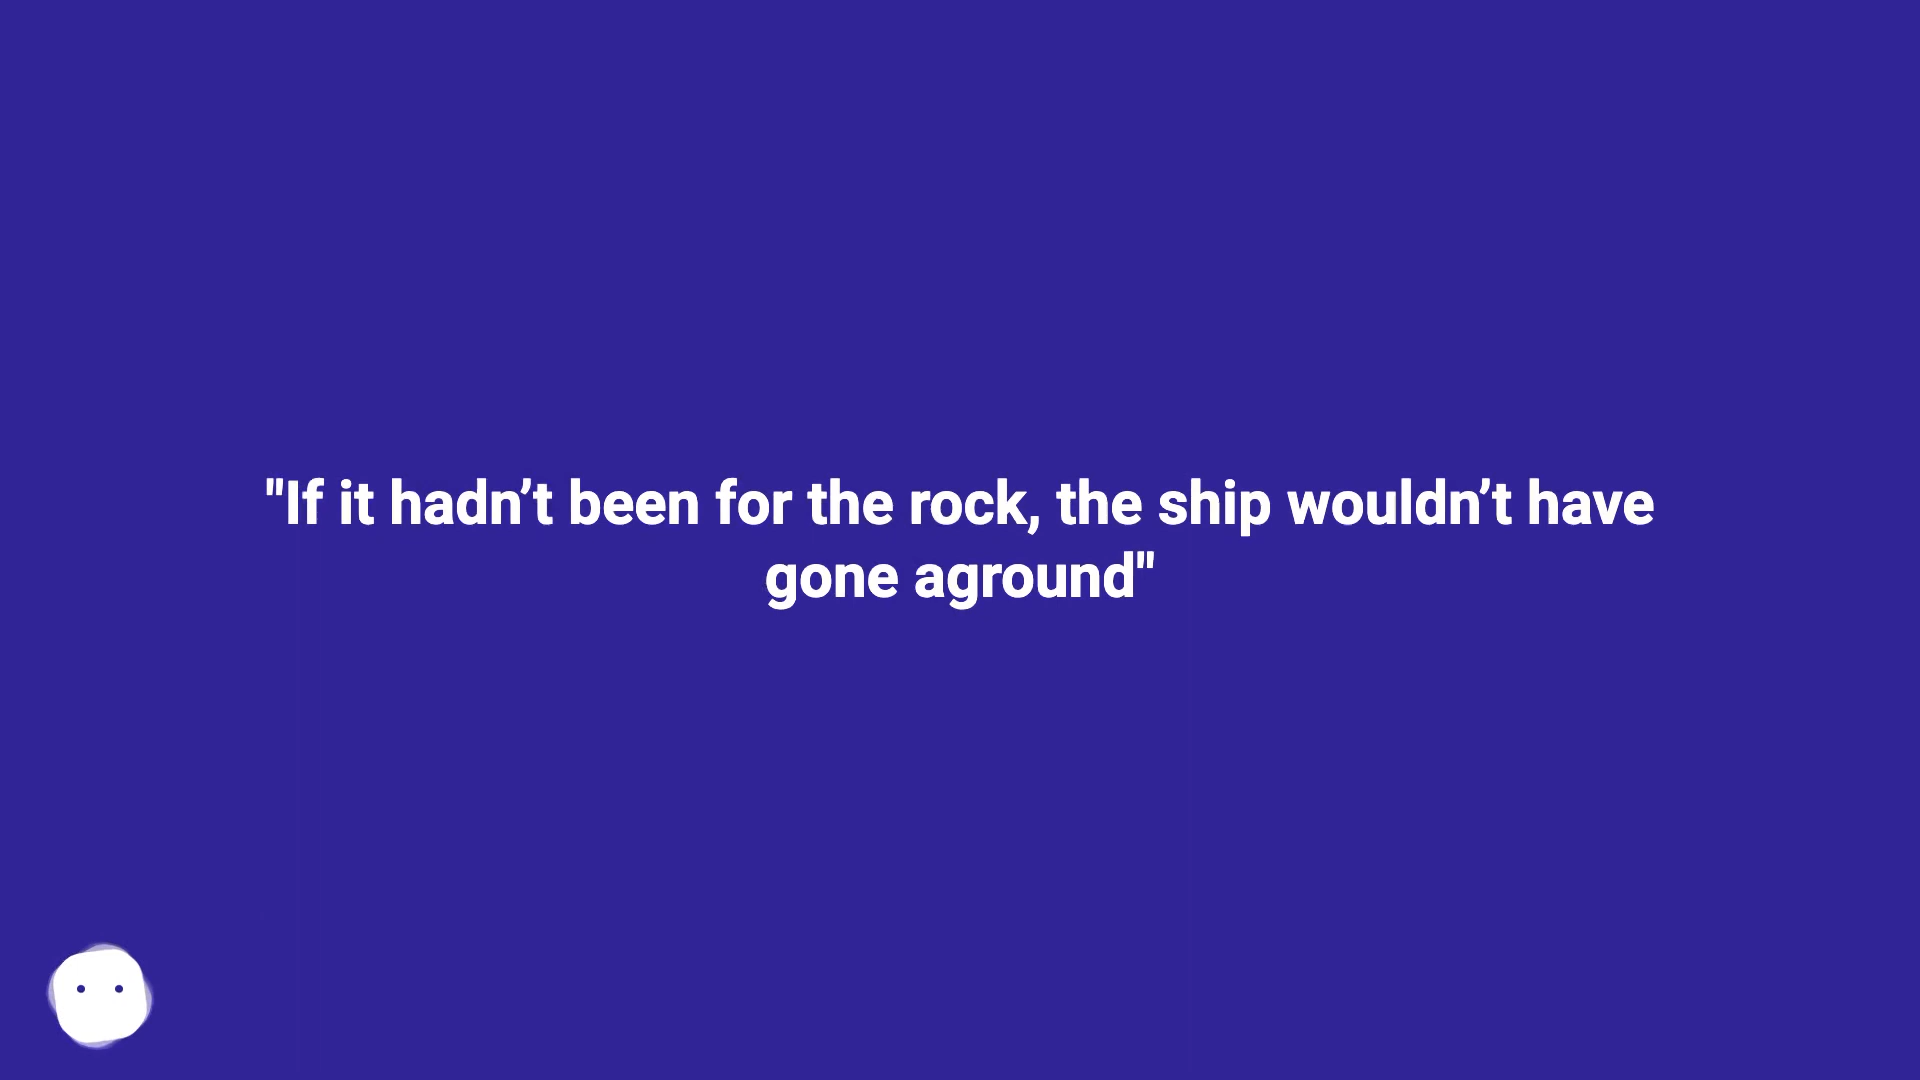 "If it hadn’t been for the rock, the ship wouldn’t have
gone aground"